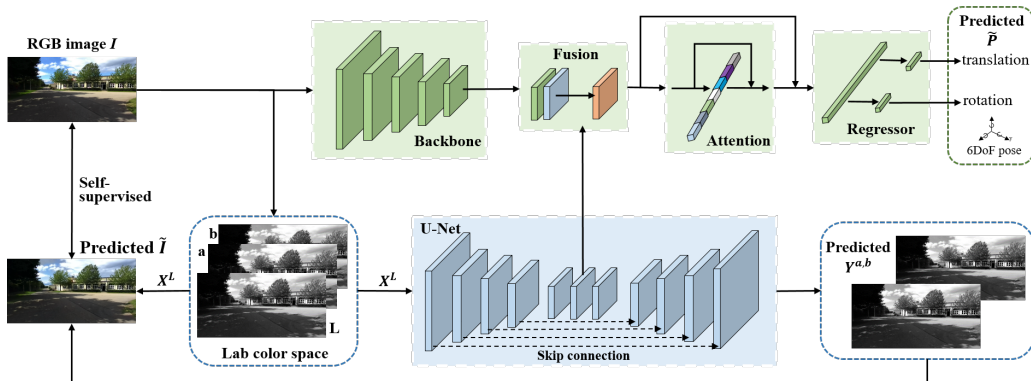 RGB image I
Backbone
Fusion
Attention
Regressor
Predicted
P̃
translation
rotation
6DoF pose
Self-
supervised
Predicted Ĩ
X^L
b
a
L
Lab color space
X^L
U-Net
Skip connection
Predicted
Y^{a,b}